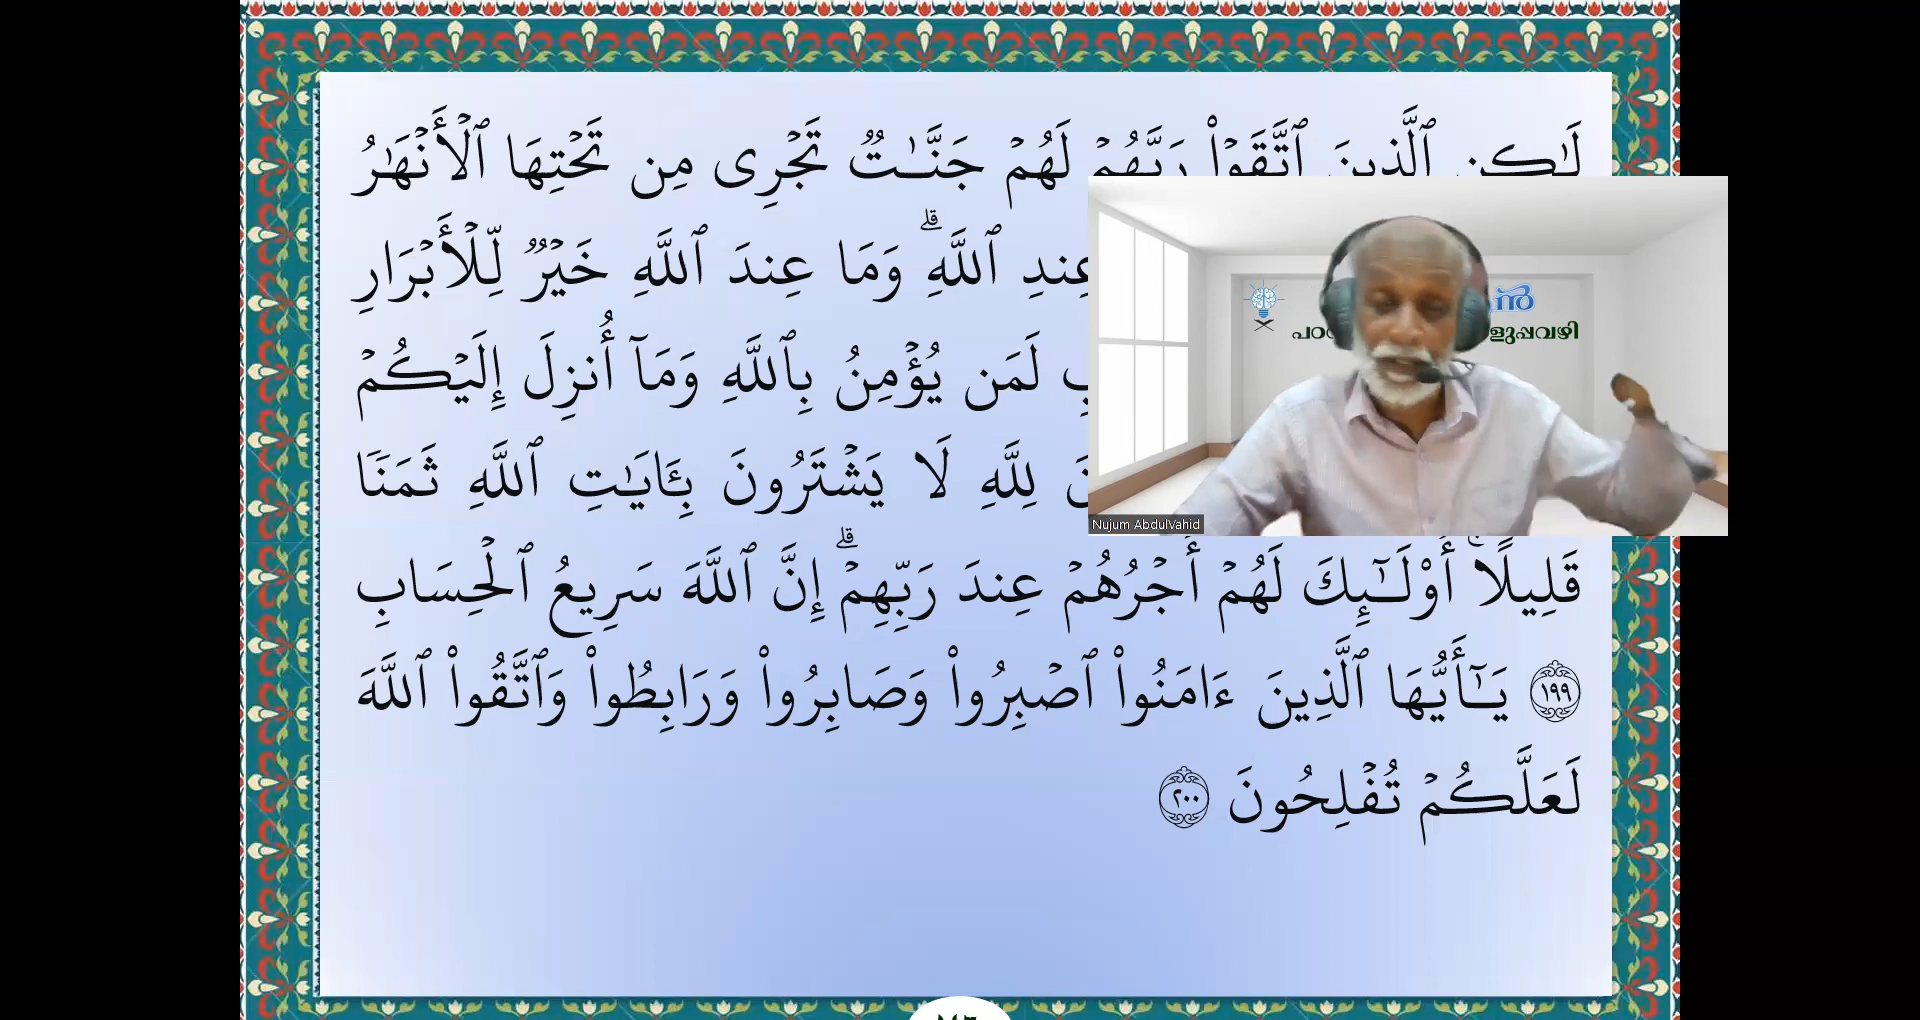 لَٰكِنِ ٱلَّذِينَ ٱتَّقَوۡاْ رَبَّهُمۡ لَهُمۡ جَنَّـٰتٌ تَجۡرِى مِن تَحۡتِهَا ٱلۡأَنۡهَـٰرُ
عِندِ ٱللَّهِۗ وَمَا عِندَ ٱللَّهِ خَيۡرٌ لِّلۡأَبۡرَارِ
لَمَن يُؤۡمِنُ بِٱللَّهِ وَمَآ أُنزِلَ إِلَيۡكُمۡ
لِلَّهِ لَا يَشۡتَرُونَ بِـَٔايَـٰتِ ٱللَّهِ ثَمَنًا
قَلِيلًاۚ أُوْلَـٰٓئِكَ لَهُمۡ أَجۡرُهُمۡ عِندَ رَبِّهِمۡۗ إِنَّ ٱللَّهَ سَرِيعُ ٱلۡحِسَابِ
١٩٩ يَـٰٓأَيُّهَا ٱلَّذِينَ ءَامَنُواْ ٱصۡبِرُواْ وَصَابِرُواْ وَرَابِطُواْ وَٱتَّقُواْ ٱللَّهَ
لَعَلَّكُمۡ تُفۡلِحُونَ ٢٠٠
Nujum AbdulVahid